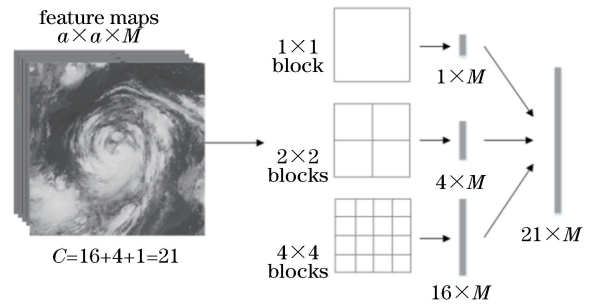 feature maps
a×a×M
C=16+4+1=21
1×1
block
1×M
2×2
blocks
4×M
4×4
blocks
16×M
21×M